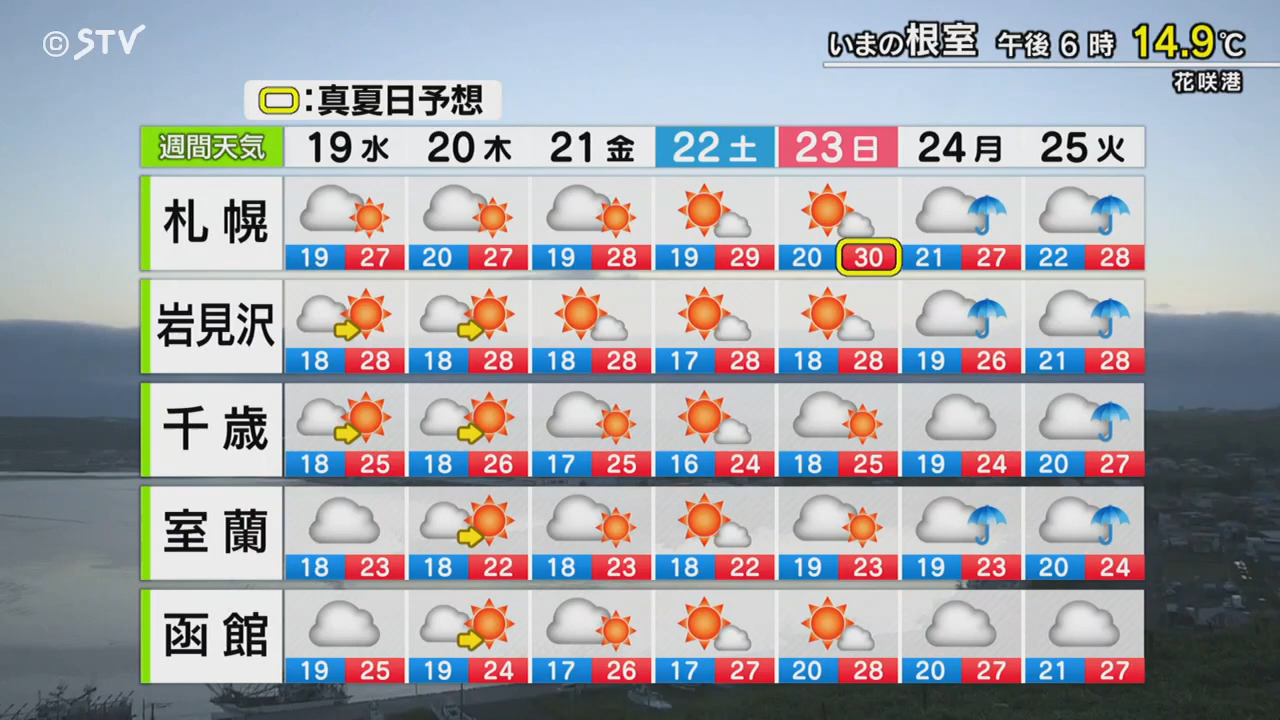 © STV
いまの根室 午後6時 14.9℃
花咲港
：真夏日予想
週間天気 19水 20木 21金 22土 23日 24月 25火
札幌 19 27 20 27 19 28 19 29 20 30 21 27 22 28
岩見沢 18 28 18 28 18 28 17 28 18 28 19 26 21 28
千歳 18 25 18 26 17 25 16 24 18 25 19 24 20 27
室蘭 18 23 18 22 18 23 18 22 19 23 19 23 20 24
函館 19 25 19 24 17 26 17 27 20 28 20 27 21 27